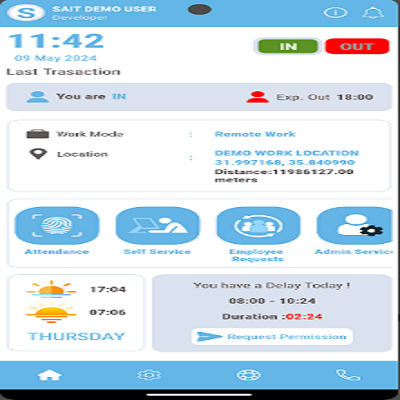 S SAIT DEMO USER
Developer
11:42
09 May 2024
IN OUT
Last Trasaction
You are IN
Exp. Out 18:00
Work Mode : Remote Work
Location : DEMO WORK LOCATION
31.997168, 35.840990
Distance:11986127.00
meters
Attendance
Self Service
Employee
Requests
Admin Servic
17:04
07:06
THURSDAY
You have a Delay Today !
08:00 - 10:24
Duration :02:24
Request Permission